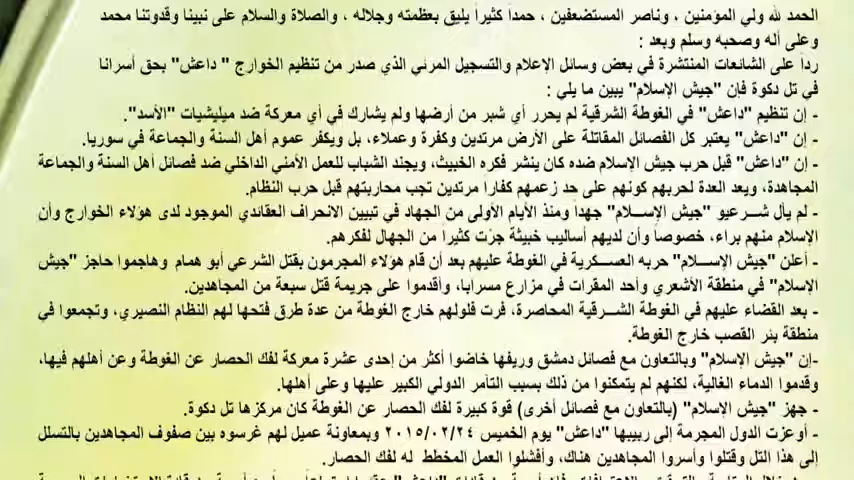 الحمد لله ولي المؤمنين ، وناصر المستضعفين ، حمداً كثيراً يليق بعظمته وجلاله ، والصلاة والسلام على نبينا وقدوتنا محمد
وعلى أله وصحبه وسلم وبعد :
رداً على الشائعات المنتشرة في بعض وسائل الإعلام والتسجيل المرئي الذي صدر من تنظيم الخوارج " داعش" بحق أسرانا
في تل دكوة فإن "جيش الإسلام" يبين ما يلي :
- إن تنظيم "داعش" في الغوطة الشرقية لم يحرر أي شبر من أرضها ولم يشارك في أي معركة ضد ميليشيات "الأسد".
- إن "داعش" يعتبر كل الفصائل المقاتلة على الأرض مرتدين وكفرة وعملاء، بل ويكفر عموم أهل السنة والجماعة في سوريا.
- إن "داعش" قبل حرب جيش الإسلام ضده كان ينشر فكره الخبيث، ويجند الشباب للعمل الأمني الداخلي ضد فصائل أهل السنة والجماعة
المجاهدة، ويعد العدة لحربهم كونهم على حد زعمهم كفاراً مرتدين تجب محاربتهم قبل حرب النظام.
- لم يأل شـــرعيو "جيش الإســـلام" جهداً ومنذ الأيام الأولى من الجهاد في تبيين الانحراف العقائدي الموجود لدى هؤلاء الخوارج وأن
الإسلام منهم براء، خصوصاً وأن لديهم أساليب خبيثة جرّت كثيراً من الجهال لفكرهم.
- أعلن "جيش الإســـلام" حربه العســـكرية في الغوطة عليهم بعد أن قام هؤلاء المجرمون بقتل الشرعي أبو همام وهاجموا حاجز "جيش
الإسلام" في منطقة الأشعري وأحد المقرات في مزارع مسرابا، وأقدموا على جريمة قتل سبعة من المجاهدين.
- بعد القضاء عليهم في الغوطة الشـــرقية المحاصرة، فرت فلولهم خارج الغوطة من عدة طرق فتحها لهم النظام النصيري، وتجمعوا في
منطقة بئر القصب خارج الغوطة.
-إن "جيش الإسلام" وبالتعاون مع فصائل دمشق وريفها خاضوا أكثر من إحدى عشرة معركة لفك الحصار عن الغوطة وعن أهلهم فيها،
وقدموا الدماء الغالية، لكنهم لم يتمكنوا من ذلك بسبب التآمر الدولي الكبير عليها وعلى أهلها.
- جهز "جيش الإسلام" (بالتعاون مع فصائل أخرى) قوة كبيرة لفك الحصار عن الغوطة كان مركزها تل دكوة.
- أوعزت الدول المجرمة إلى ربيبها "داعش" يوم الخميس ٢٠١٥/٠٢/٢٤ وبمعاونة عميل لهم غرسوه بين صفوف المجاهدين بالتسلل
إلى هذا التل وقتلوا وأسروا المجاهدين هناك، وأفشلوا العمل المخطط له لفك الحصار.